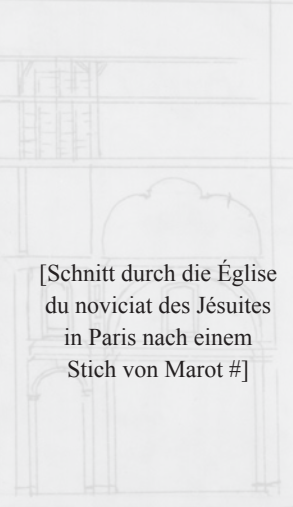 [Schnitt durch die Église
du noviciat des Jésuites
in Paris nach einem
Stich von Marot #]